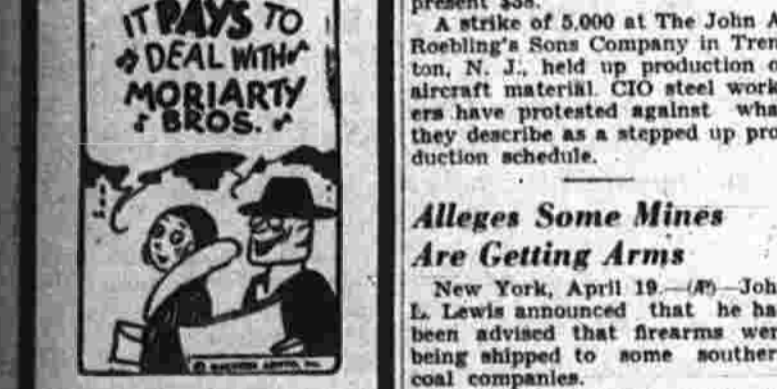 IT PAYS TO
DEAL WITH
MORIARTY
BROS.
present $38.
A strike of 5,000 at The John A
Roebling's Sons Company in Tren
ton, N. J., held up production o
aircraft material. CIO steel work
ers have protested against wha
they describe as a stepped up pro
duction schedule.
Alleges Some Mines
Are Getting Arms
New York, April 19.—(AP)—Joh
L. Lewis announced that he ha
been advised that firearms wer
being shipped to some souther
coal companies.